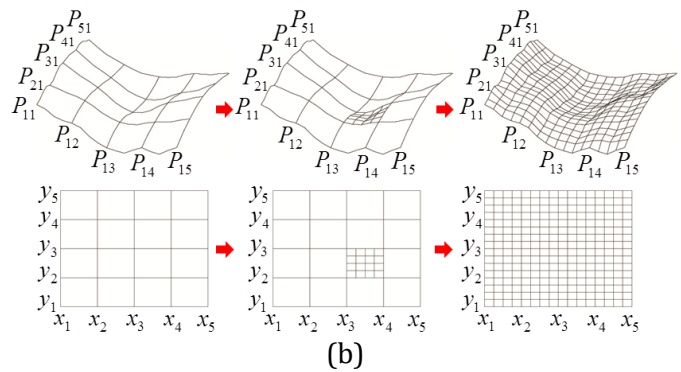 P51 P51 P51
P41 P41 P41
P31 P31 P31
P21 P21 P21
P11 P11 P11
P12 P12 P12
P13 P14 P15 P13 P14 P15 P13 P14 P15
y5 y5 y5
y4 y4 y4
y3 y3 y3
y2 y2 y2
y1 y1 y1
x1 x2 x3 x4 x5 x1 x2 x3 x4 x5 x1 x2 x3 x4 x5
(b)